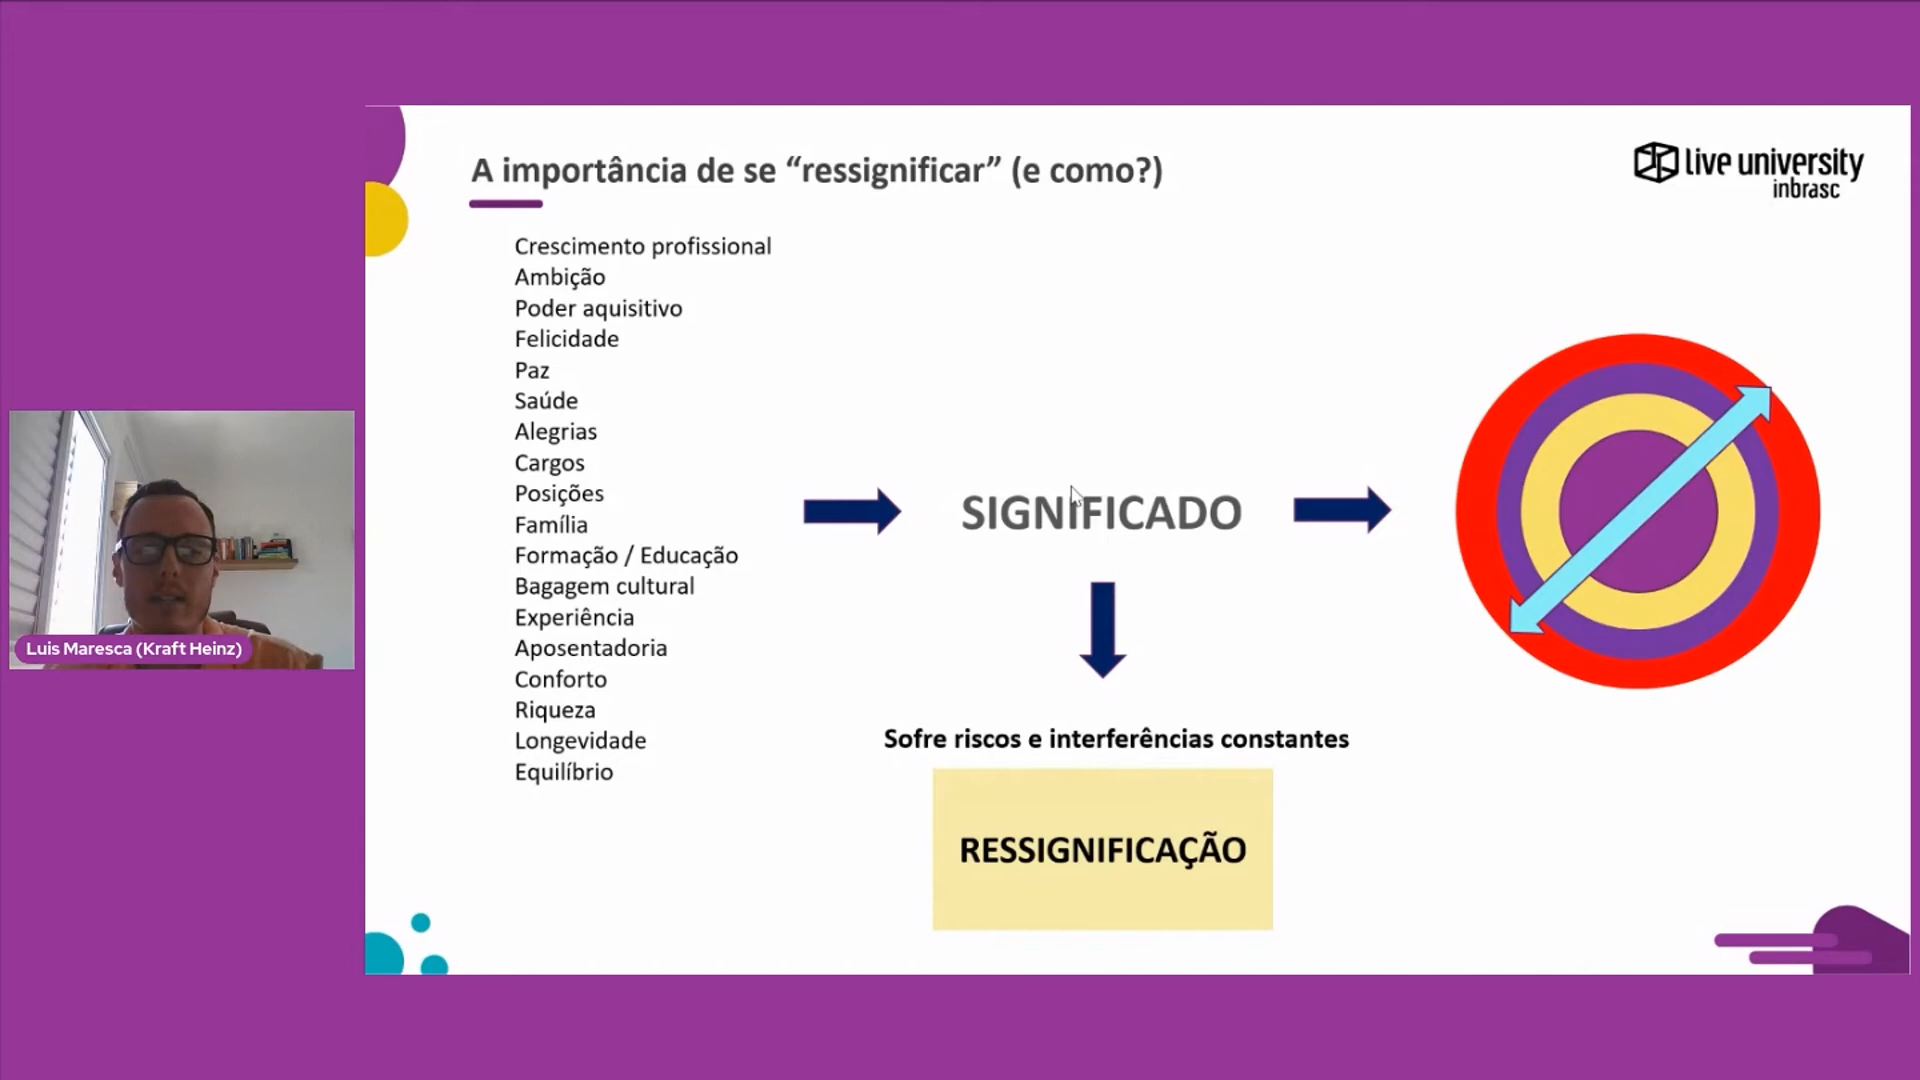 A importância de se “ressignificar” (e como?)
live university
inbrasc
Crescimento profissional
Ambição
Poder aquisitivo
Felicidade
Paz
Saúde
Alegrias
Cargos
Posições
Família
Formação / Educação
Bagagem cultural
Experiência
Aposentadoria
Conforto
Riqueza
Longevidade
Equilíbrio
SIGNIFICADO
Sofre riscos e interferências constantes
RESSIGNIFICAÇÃO
Luis Maresca (Kraft Heinz)